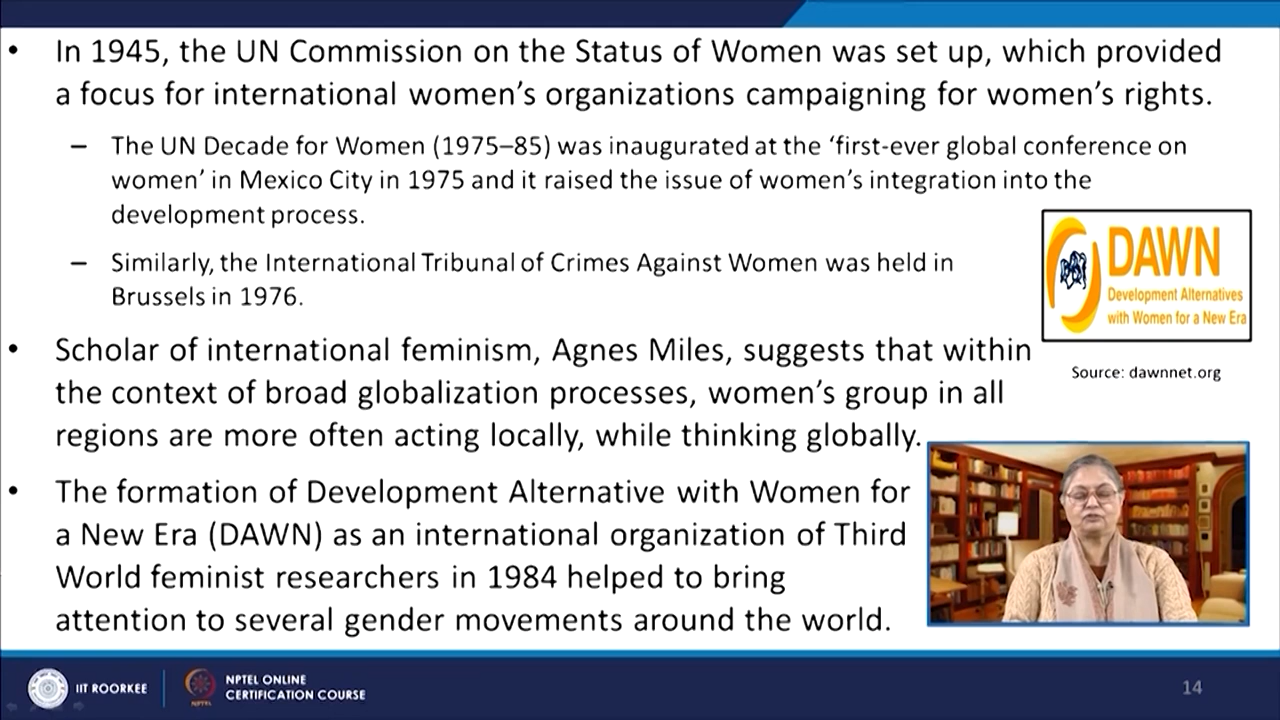 • In 1945, the UN Commission on the Status of Women was set up, which provided
a focus for international women's organizations campaigning for women's rights.
– The UN Decade for Women (1975–85) was inaugurated at the 'first-ever global conference on
women' in Mexico City in 1975 and it raised the issue of women's integration into the
development process.
– Similarly, the International Tribunal of Crimes Against Women was held in
Brussels in 1976.
DAWN
Development Alternatives
with Women for a New Era
Source: dawnnet.org
• Scholar of international feminism, Agnes Miles, suggests that within
the context of broad globalization processes, women's group in all
regions are more often acting locally, while thinking globally.
• The formation of Development Alternative with Women for
a New Era (DAWN) as an international organization of Third
World feminist researchers in 1984 helped to bring
attention to several gender movements around the world.
IIT ROORKEE
NPTEL
NPTEL ONLINE
CERTIFICATION COURSE
14